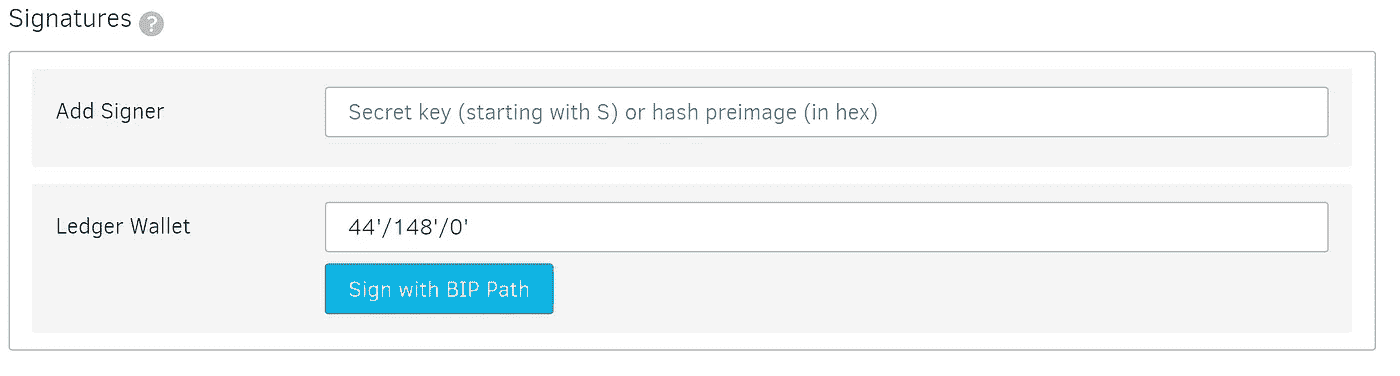 Signatures ?
Add Signer
Secret key (starting with S) or hash preimage (in hex)
Ledger Wallet
44'/148'/0'
Sign with BIP Path